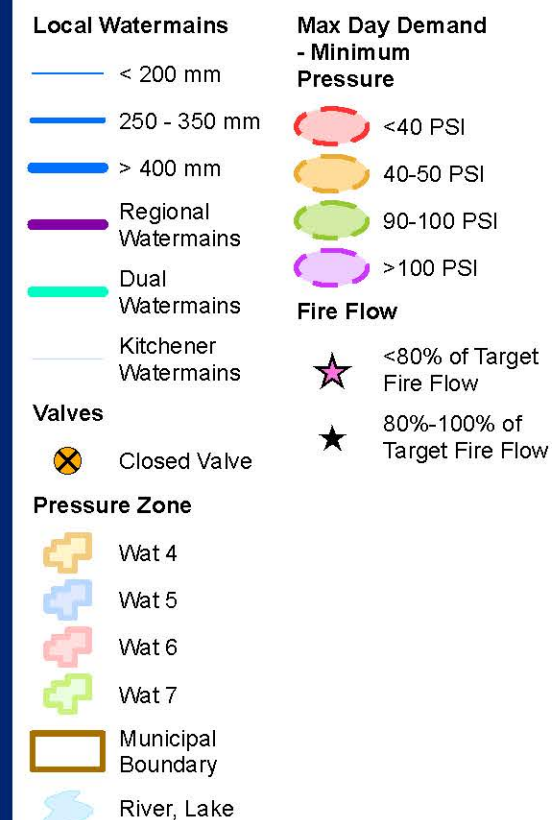 Local Watermains
< 200 mm
250 - 350 mm
> 400 mm
Regional
Watermains
Dual
Watermains
Kitchener
Watermains
Valves
Closed Valve
Pressure Zone
Wat 4
Wat 5
Wat 6
Wat 7
Municipal
Boundary
River, Lake
Max Day Demand
- Minimum
Pressure
<40 PSI
40-50 PSI
90-100 PSI
>100 PSI
Fire Flow
<80% of Target
Fire Flow
80%-100% of
Target Fire Flow